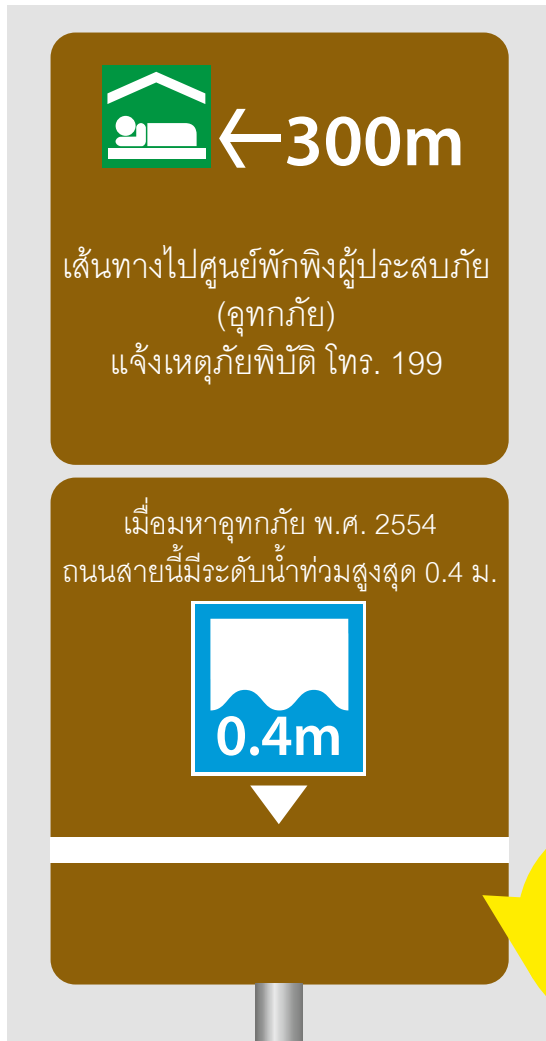 ←300m
เส้นทางไปศูนย์พักพิงผู้ประสบภัย
(อุทกภัย)
แจ้งเหตุภัยพิบัติ โทร. 199
เมื่อมหาอุทกภัย พ.ศ. 2554
ถนนสายนี้มีระดับน้ำท่วมสูงสุด 0.4 ม.
0.4m